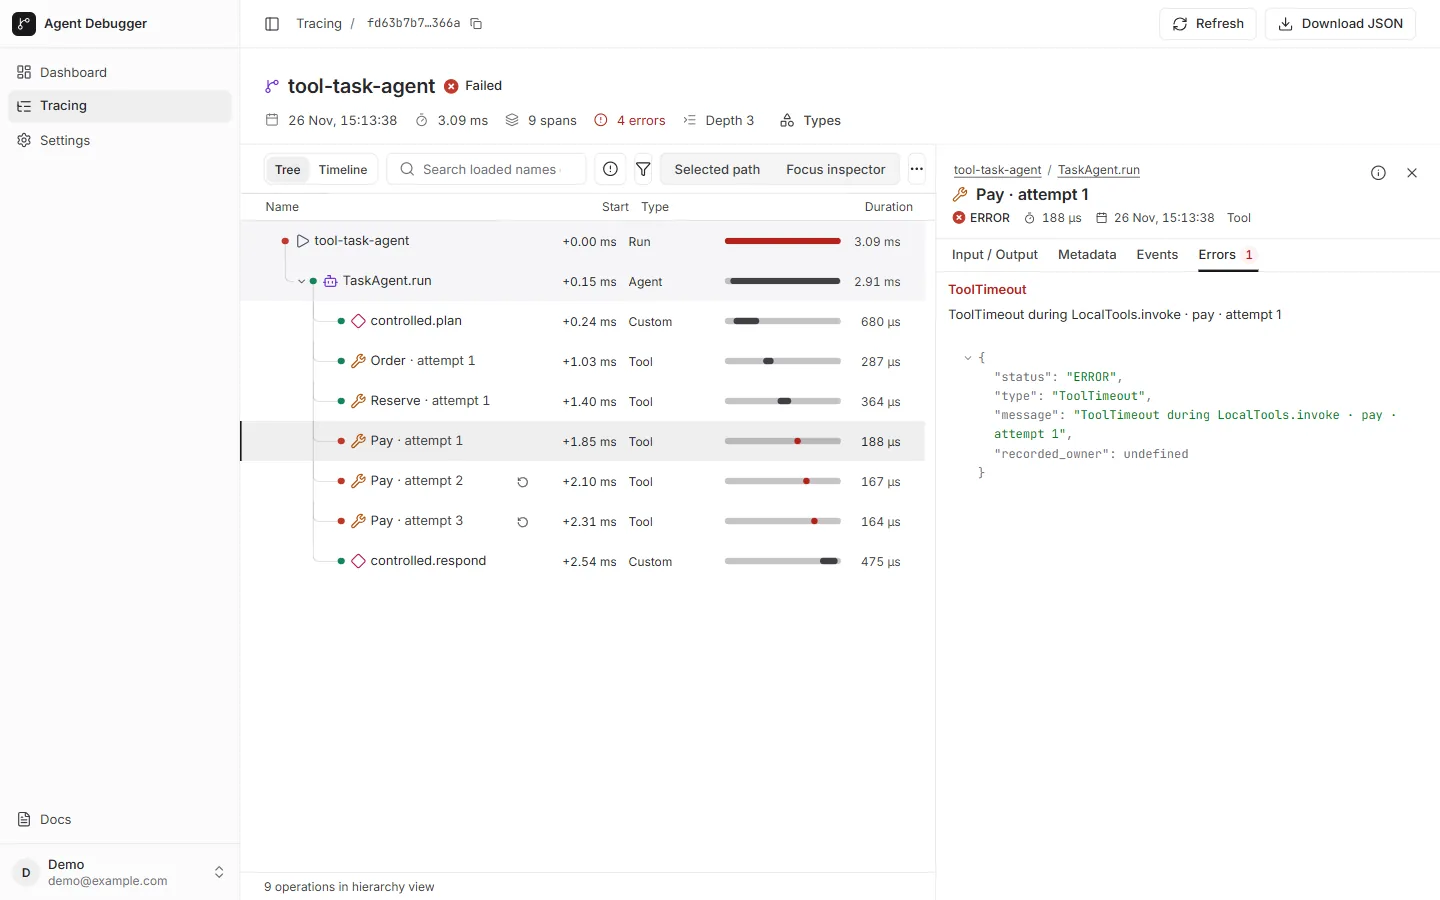 Agent Debugger
Dashboard
Tracing
Settings
Docs
D
Demo
demo@example.com
Tracing / fd63b7b7…366a
Refresh
Download JSON
tool-task-agent Failed
26 Nov, 15:13:38 3.09 ms 9 spans 4 errors Depth 3 Types
Tree Timeline Search loaded names Selected path Focus inspector
Name Start Type Duration
tool-task-agent +0.00 ms Run 3.09 ms
TaskAgent.run +0.15 ms Agent 2.91 ms
controlled.plan +0.24 ms Custom 680 µs
Order · attempt 1 +1.03 ms Tool 287 µs
Reserve · attempt 1 +1.40 ms Tool 364 µs
Pay · attempt 1 +1.85 ms Tool 188 µs
Pay · attempt 2 +2.10 ms Tool 167 µs
Pay · attempt 3 +2.31 ms Tool 164 µs
controlled.respond +2.54 ms Custom 475 µs
9 operations in hierarchy view
tool-task-agent / TaskAgent.run
Pay · attempt 1
ERROR 188 µs 26 Nov, 15:13:38 Tool
Input / Output Metadata Events Errors 1
ToolTimeout
ToolTimeout during LocalTools.invoke · pay · attempt 1
{
"status": "ERROR",
"type": "ToolTimeout",
"message": "ToolTimeout during LocalTools.invoke · pay ·
attempt 1",
"recorded_owner": undefined
}